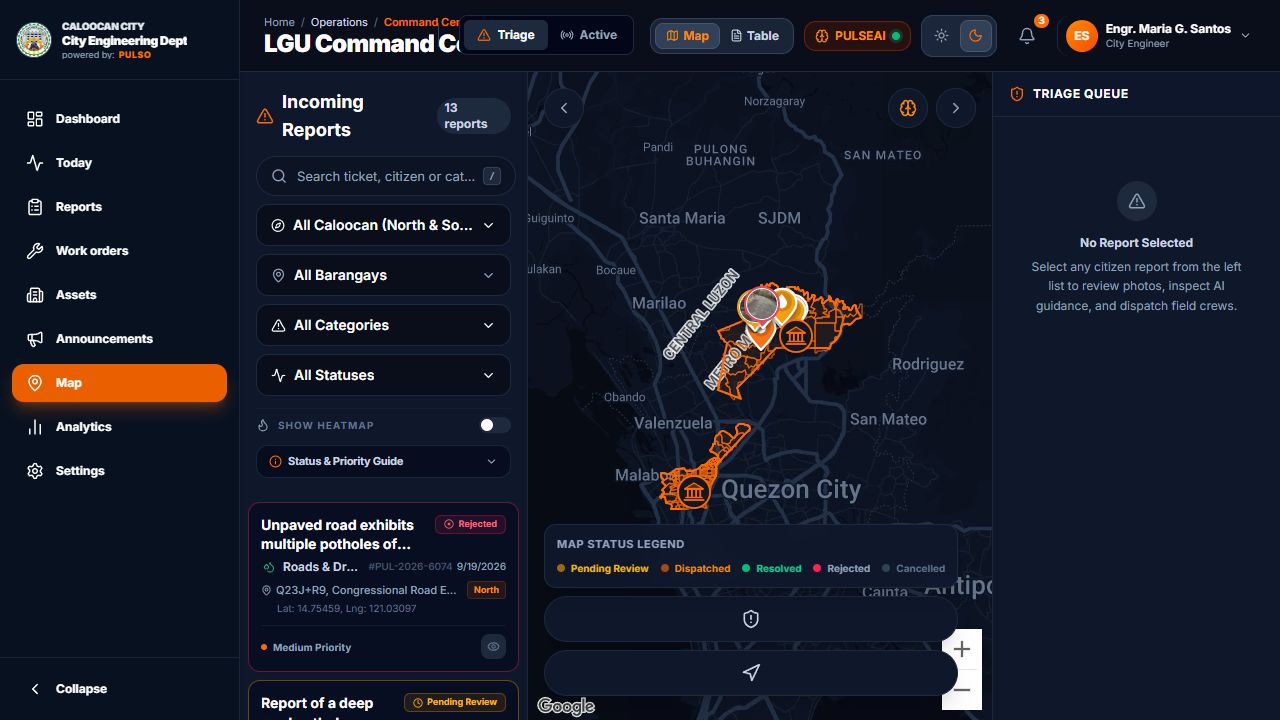 CALOOCAN CITY
City Engineering Dept
powered by: PULSO
Dashboard
Today
Reports
Work orders
Assets
Announcements
Map
Analytics
Settings
Collapse
Home / Operations / Command Cen
LGU Command C
Triage
Active
Map
Table
PULSEAI
3
ES
Engr. Maria G. Santos
City Engineer
Incoming Reports
13 reports
Search ticket, citizen or cat...
/
All Caloocan (North & So...
All Barangays
All Categories
All Statuses
SHOW HEATMAP
Status & Priority Guide
Unpaved road exhibits multiple potholes of...
Rejected
Roads & Dr...
#PUL-2026-6074
9/19/2026
Q23J+R9, Congressional Road E...
North
Lat: 14.75459, Lng: 121.03097
Medium Priority
Report of a deep
Pending Review
Norzagaray
Pandi
PULONG BUHANGIN
SAN MATEO
Guiguinto
Santa Maria
SJDM
ulakan
Bocaue
Marilao
CENTRAL LUZON
METRO M
Rodriguez
Obando
Valenzuela
San Mateo
Malabo
Quezon City
MAP STATUS LEGEND
Pending Review
Dispatched
Resolved
Rejected
Cancelled
Cainta
Antipo
Google
TRIAGE QUEUE
No Report Selected
Select any citizen report from the left
list to review photos, inspect AI
guidance, and dispatch field crews.